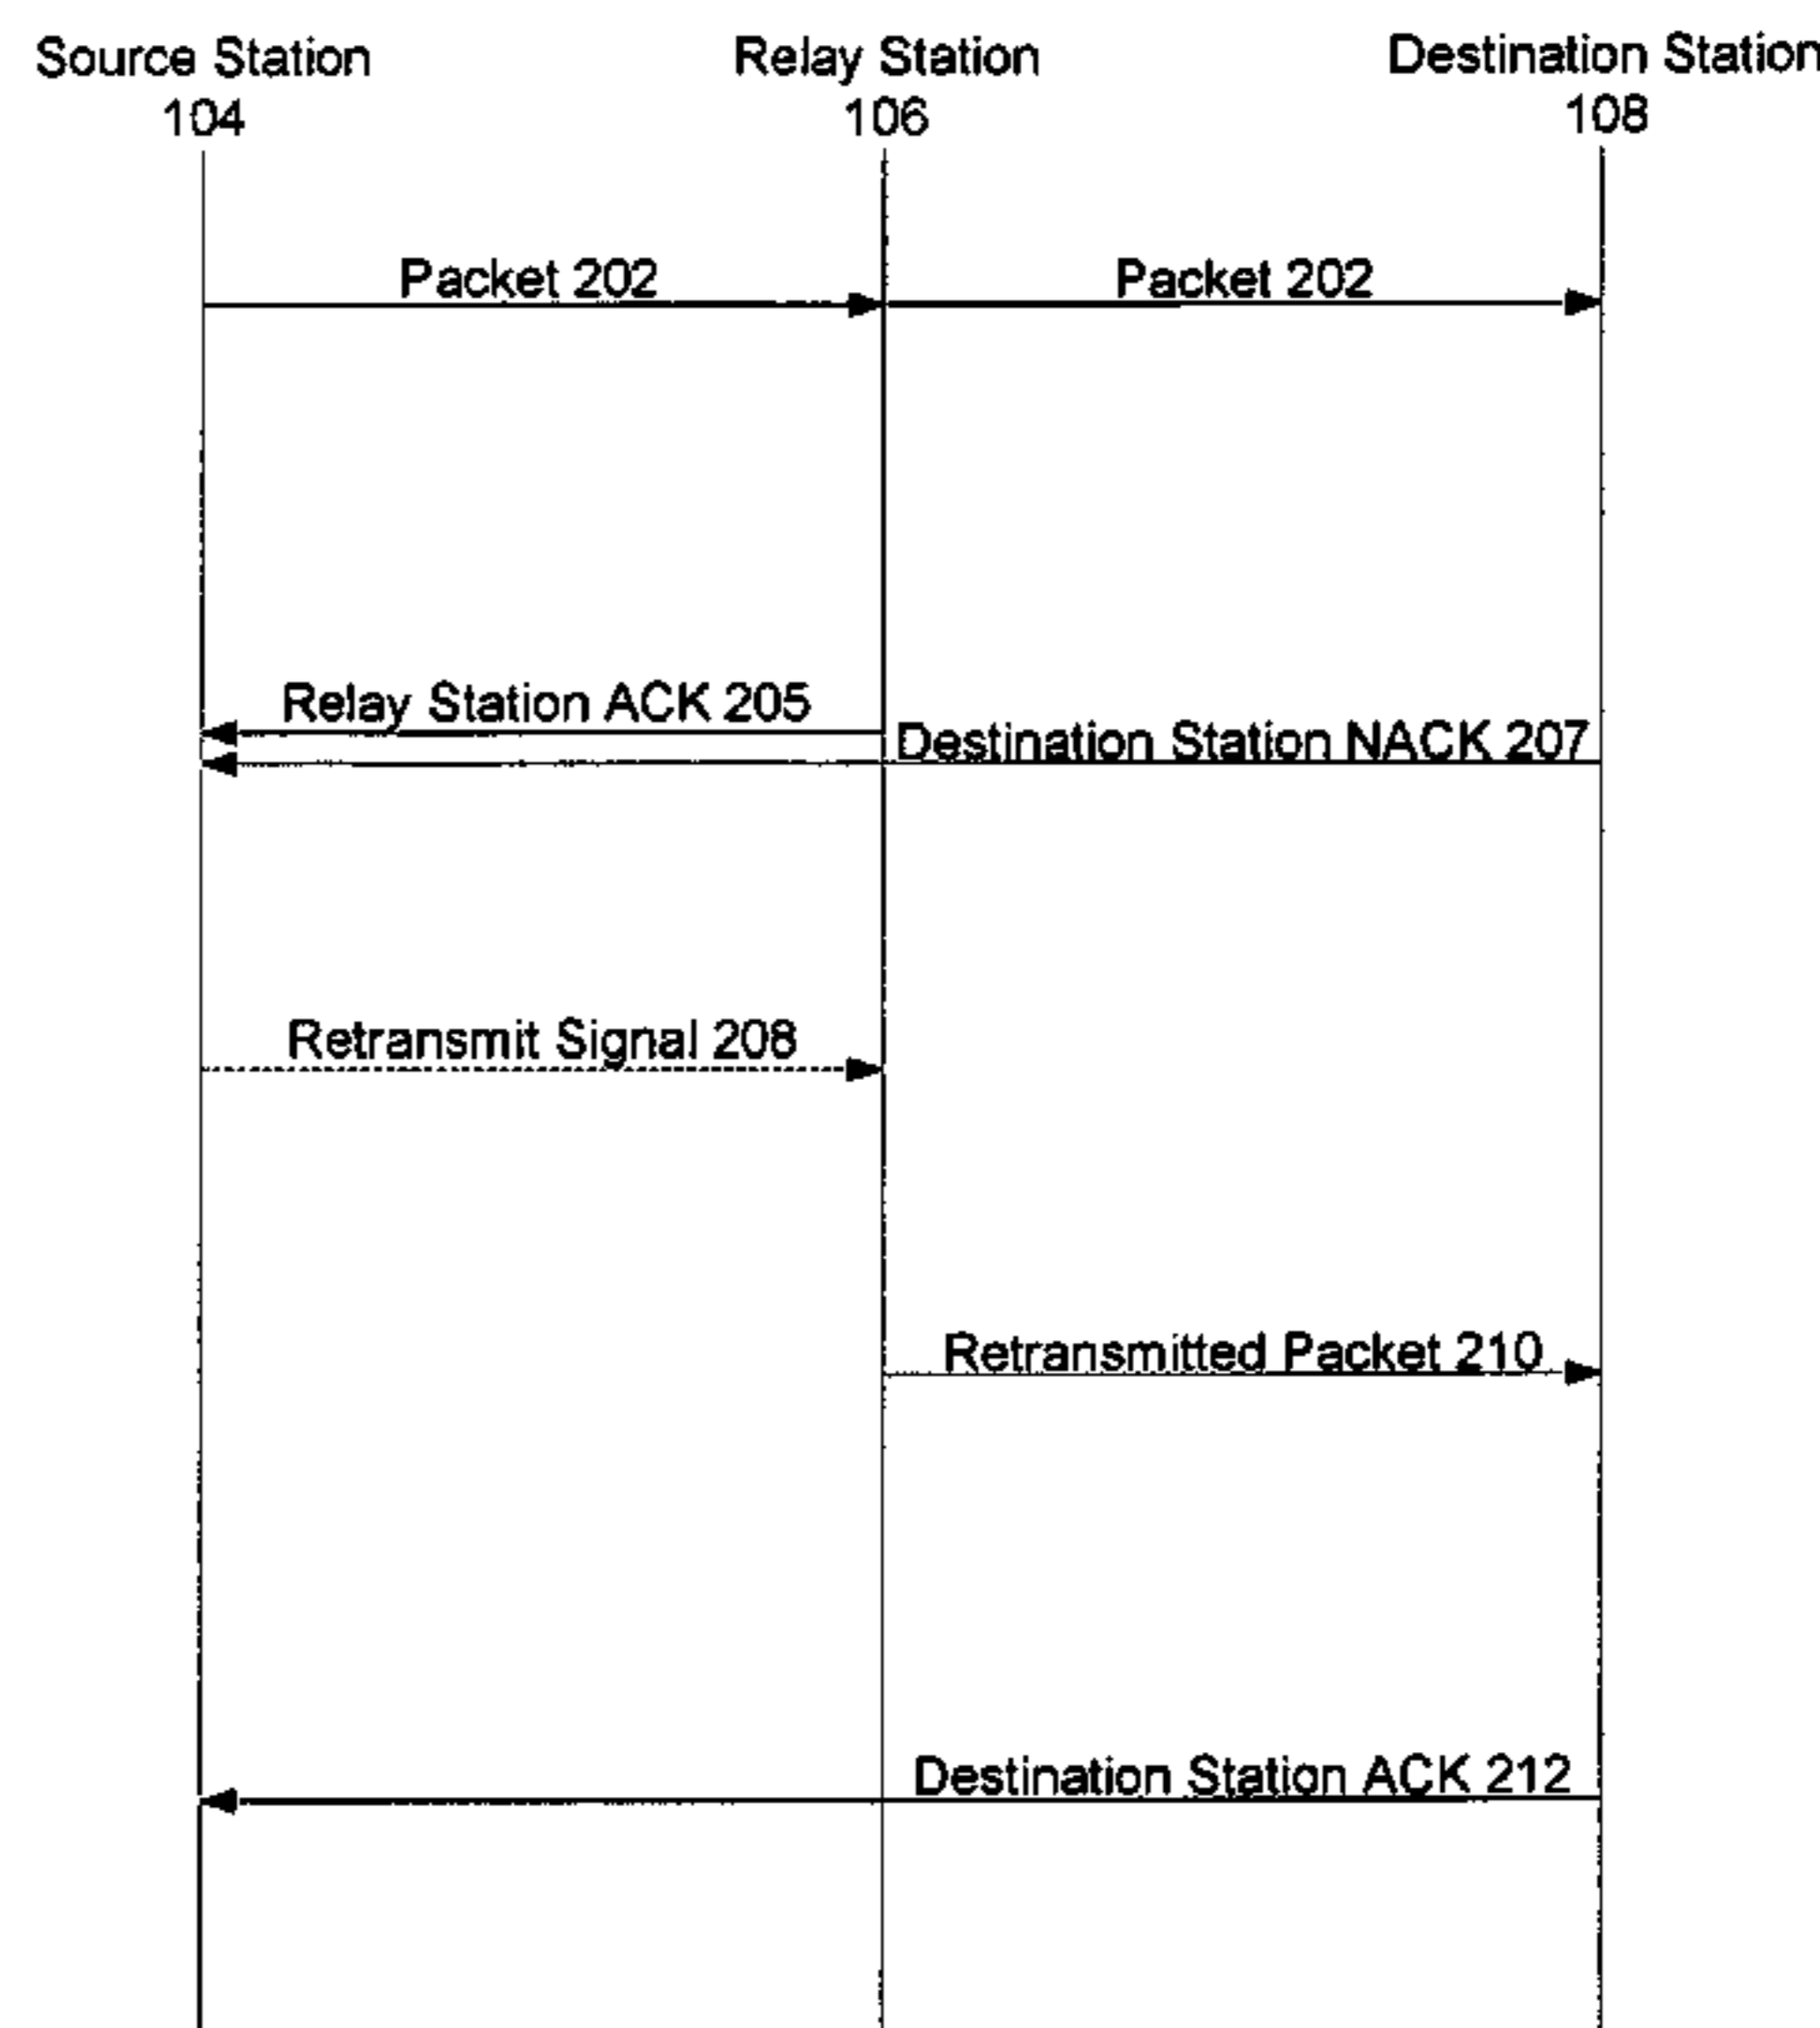 Source Station Relay Station Destination Station
104 106 108
Packet 202 Packet 202
Relay Station ACK 205
Destination Station NACK 207
Retransmit Signal 208
Retransmitted Packet 210
Destination Station ACK 212